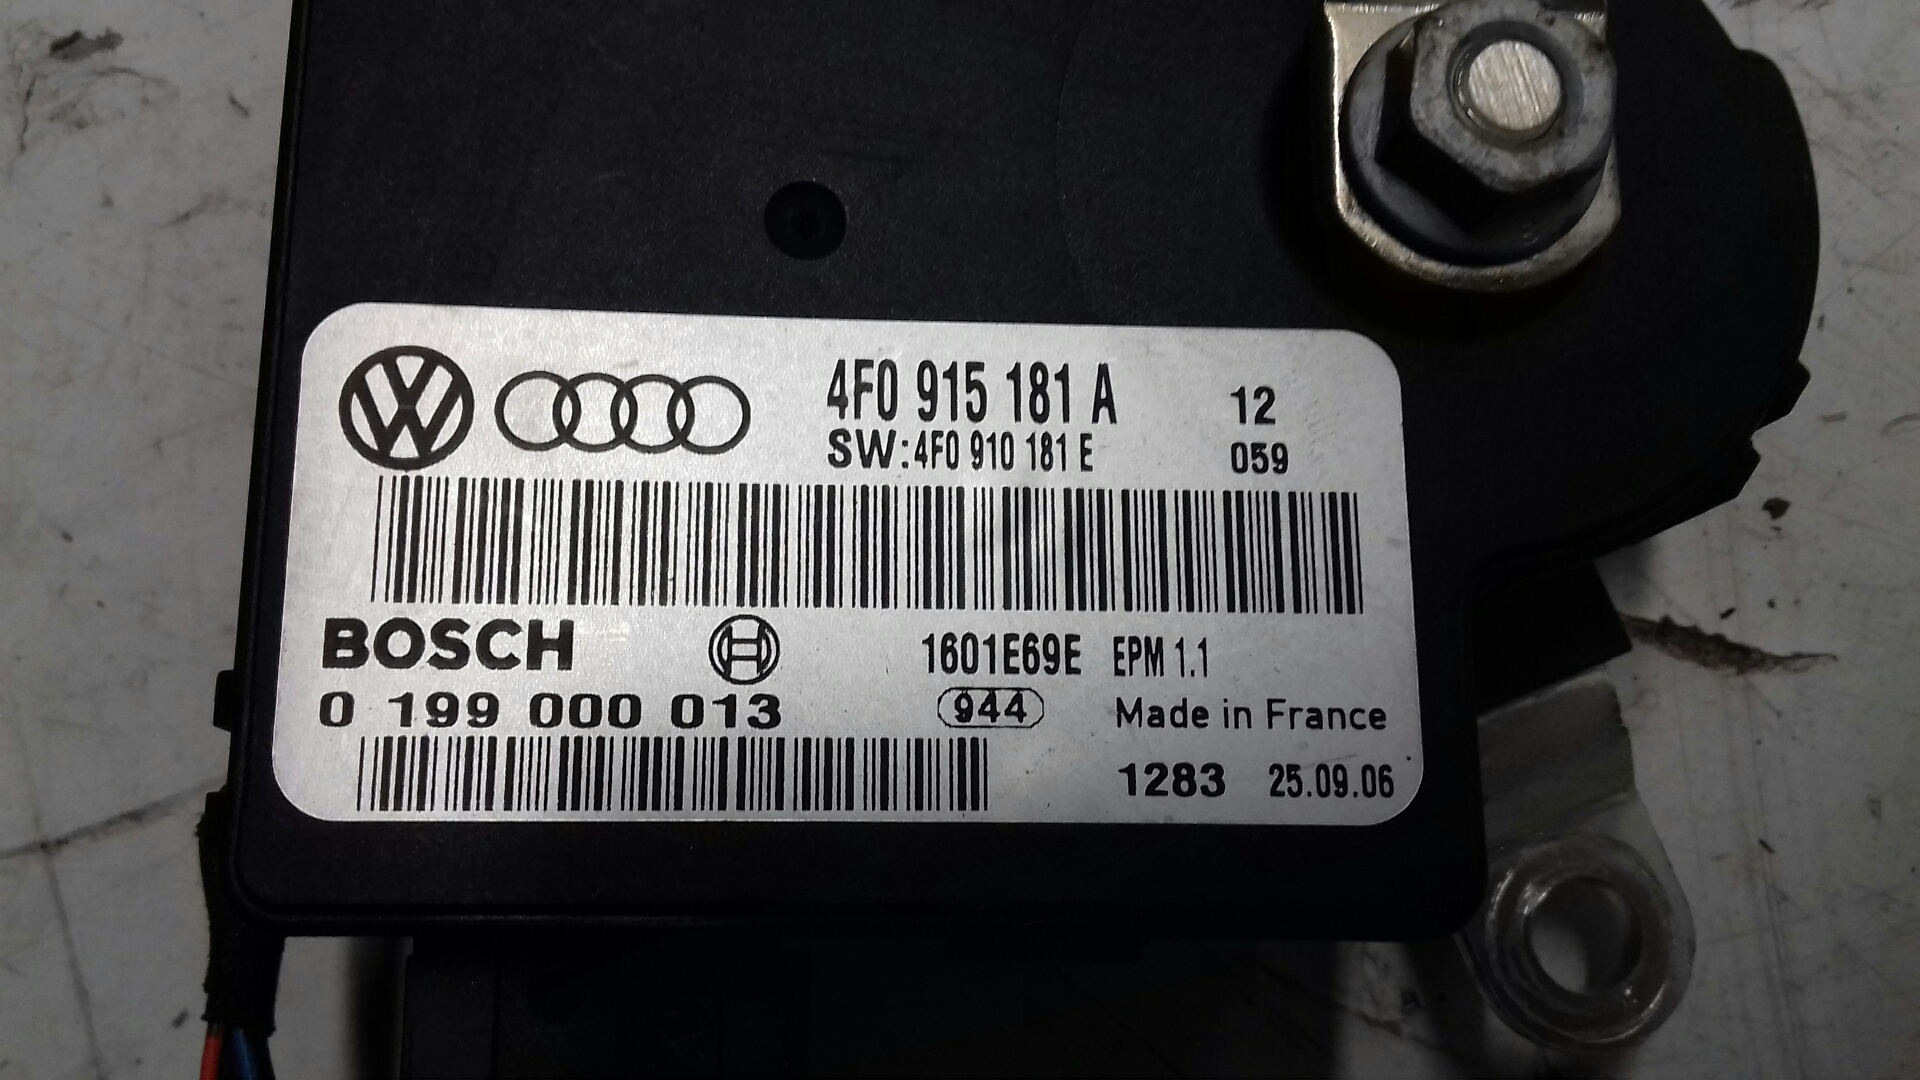 4F0 915 181 A 12
SW:4F0 910 181 E 059
BOSCH 1601E69E EPM 1.1
0 199 000 013 944 Made in France
1283 25.09.06